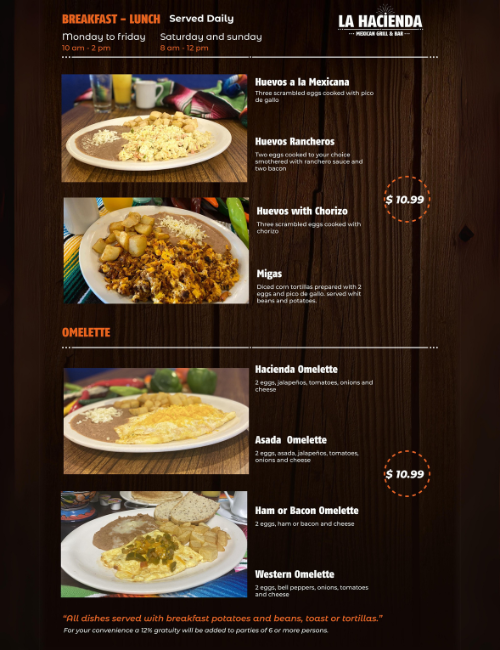 BREAKFAST - LUNCH Served Daily
LA HACIENDA
MEXICAN GRILL & BAR
Monday to friday Saturday and sunday
10 am - 2 pm 8 am - 12 pm
Huevos a la Mexicana
Three scrambled eggs cooked with pico
de gallo
Huevos Rancheros
Two eggs cooked to your choice
smothered with ranchero sauce and
two bacon
$ 10.99
Huevos with Chorizo
Three scrambled eggs cooked with
chorizo
Migas
Diced corn tortillas prepared with 2
eggs and pico de gallo. served whit
beans and potatoes.
OMELETTE
Hacienda Omelette
2 eggs, jalapeños, tomatoes, onions and
cheese
Asada Omelette
2 eggs, asada, jalapeños, tomatoes,
onions and cheese
$ 10.99
Ham or Bacon Omelette
2 eggs, ham or bacon and cheese
Western Omelette
2 eggs, bell peppers, onions, tomatoes
and cheese
"All dishes served with breakfast potatoes and beans, toast or tortillas."
For your convenience a 12% gratuity will be added to parties of 6 or more persons.